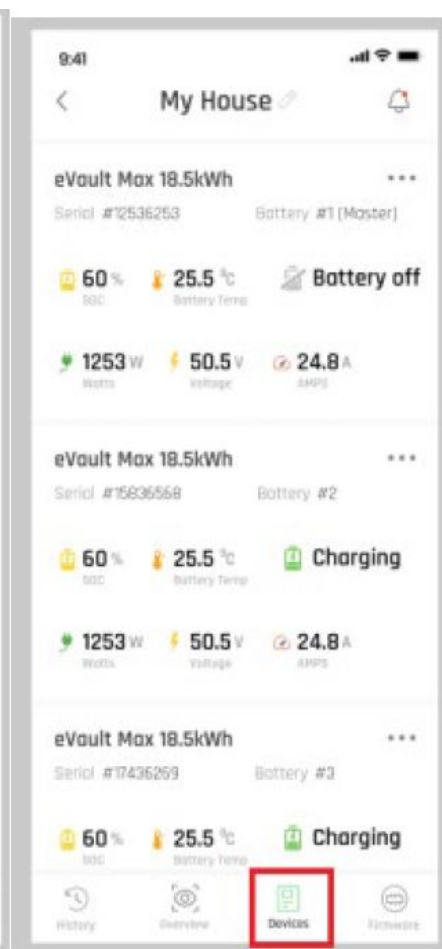 9:41
My House
eVault Max 18.5kWh
Serial #12536253 Battery #1 (Master)
60 % 25.5 °C Battery off
SOC Battery Temp
1253 W 50.5 V 24.8 A
Watts Voltage AMPS
eVault Max 18.5kWh
Serial #15836568 Battery #2
60 % 25.5 °C Charging
SOC Battery Temp
1253 W 50.5 V 24.8 A
Watts Voltage AMPS
eVault Max 18.5kWh
Serial #17436269 Battery #3
60 % 25.5 °C Charging
SOC Battery Temp
History Overview Devices Firmware